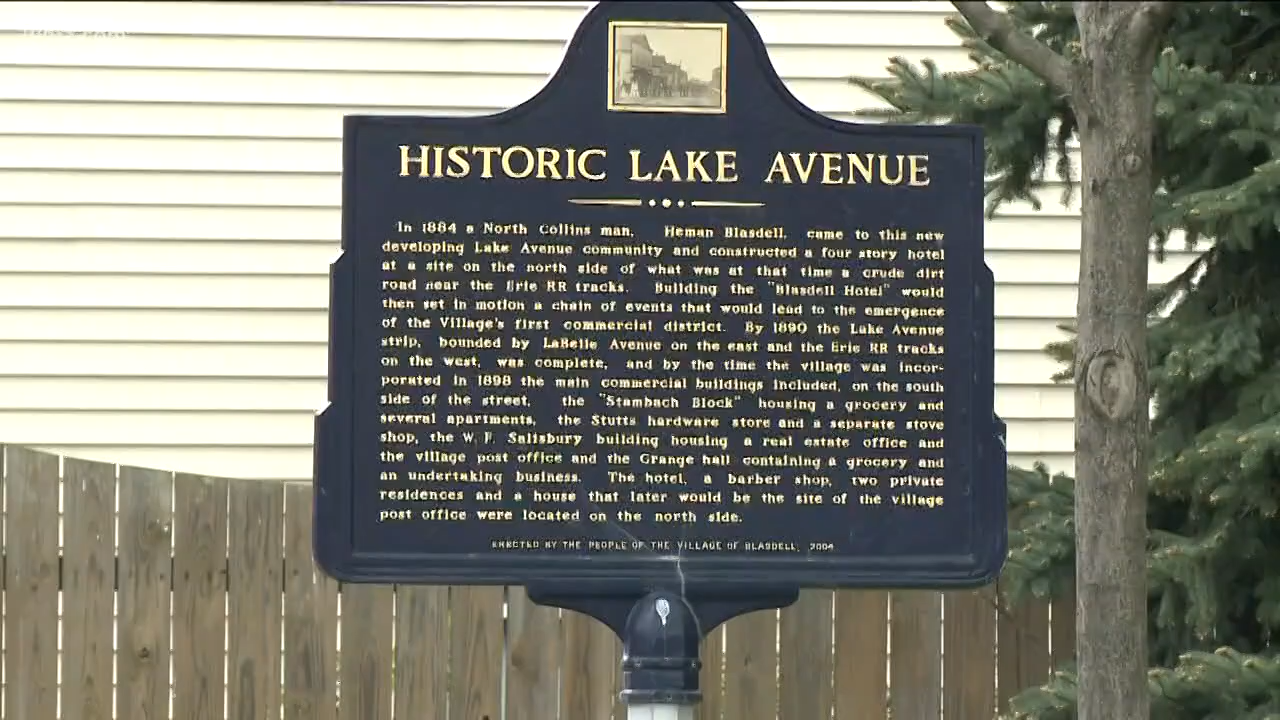 HISTORIC LAKE AVENUE
In 1884 a North Collins man, Heman Blasdell, came to this new
developing Lake Avenue community and constructed a four story hotel
at a site on the north side of what was at that time a crude dirt
road near the Erie RR tracks. Building the "Blasdell Hotel" would
then set in motion a chain of events that would lead to the emergence
of the Village's first commercial district. By 1890 the Lake Avenue
strip, bounded by LaBelle Avenue on the east and the Erie RR tracks
on the west, was complete, and by the time the village was incor-
porated in 1898 the main commercial buildings included, on the south
side of the street, the "Stambach Block" housing a grocery and
several apartments, the Stutts hardware store and a separate stove
shop, the W. F. Salisbury building housing a real estate office and
the village post office and the Grange hall containing a grocery and
an undertaking business. The hotel, a barber shop, two private
residences and a house that later would be the site of the village
post office were located on the north side.
ERECTED BY THE PEOPLE OF THE VILLAGE OF BLASDELL, 2004